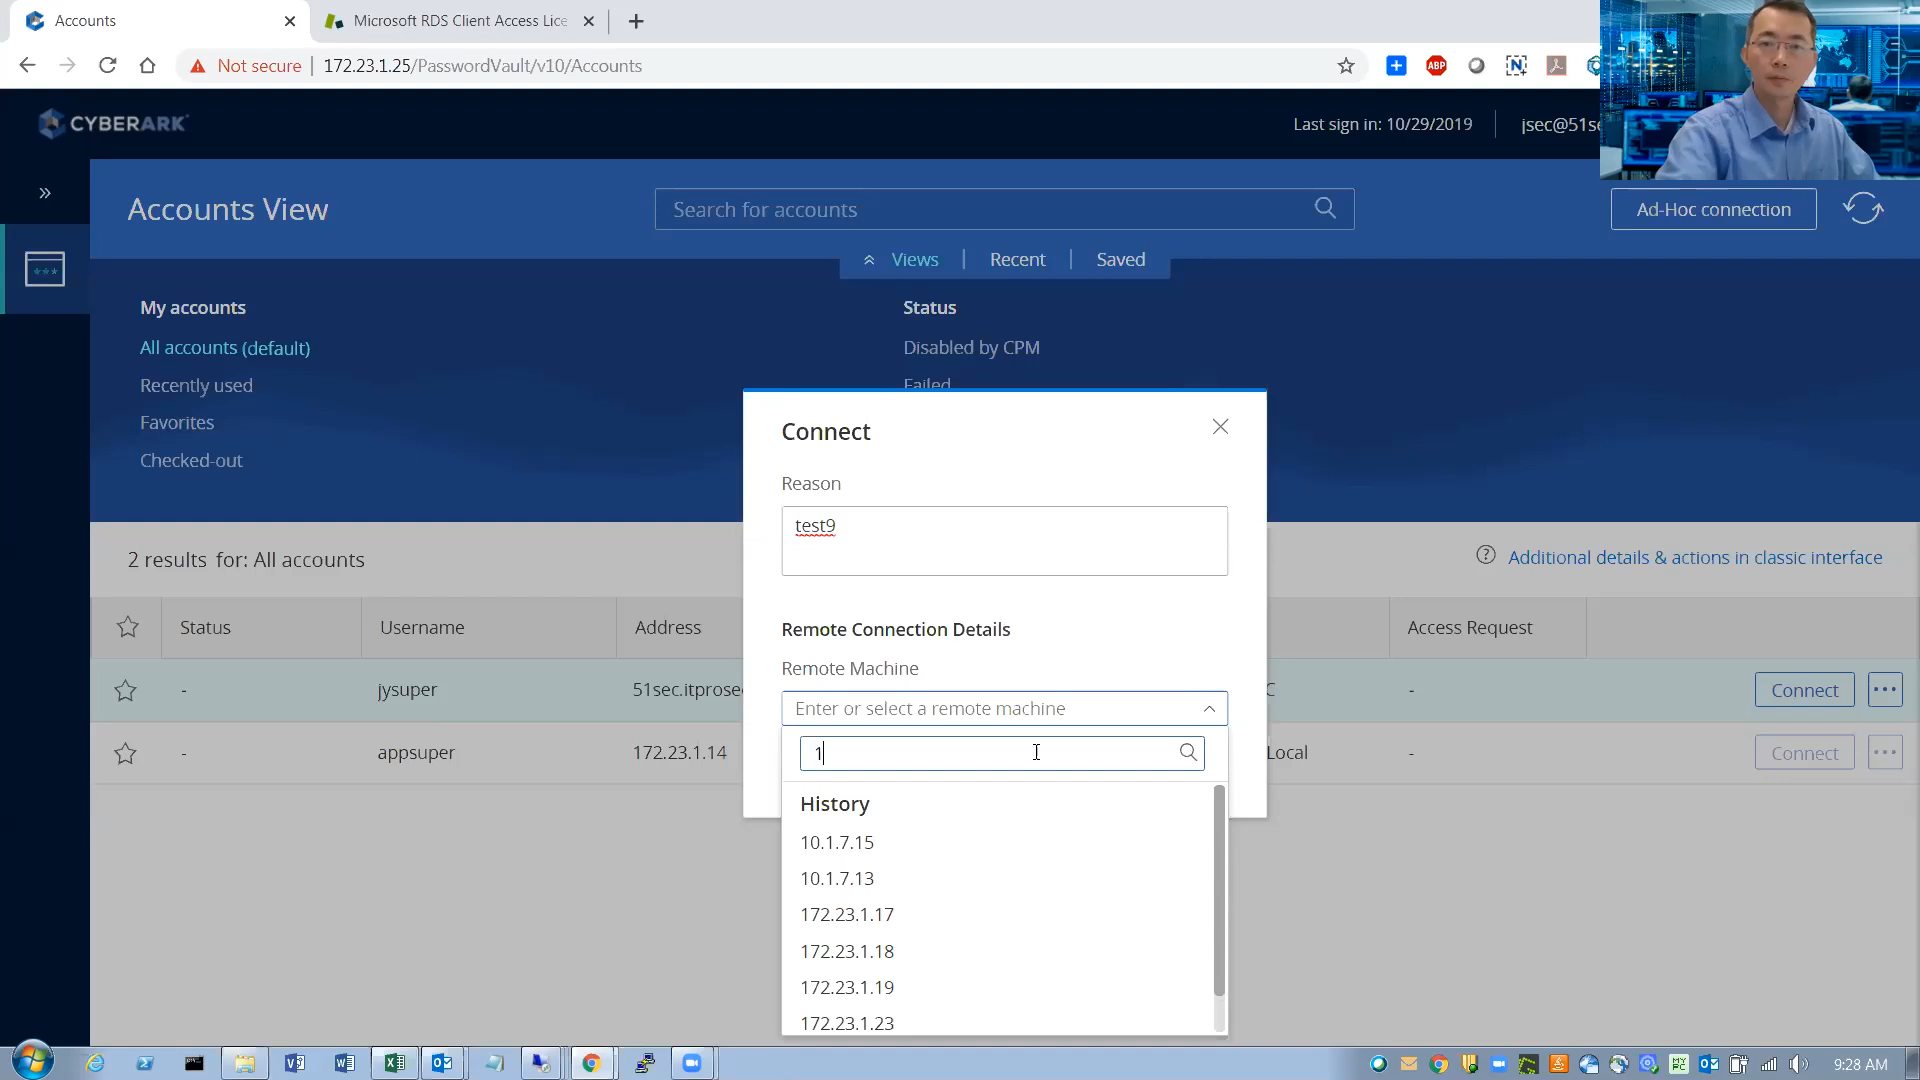 Accounts
Microsoft RDS Client Access Lice
Not secure
172.23.1.25/PasswordVault/v10/Accounts
ABP
CYBERARK
Last sign in: 10/29/2019
jsec@51se
Accounts View
Search for accounts
Ad-Hoc connection
Views
Recent
Saved
My accounts
Status
All accounts (default)
Disabled by CPM
Recently used
Failed
Favorites
Checked-out
Connect
Reason
test9
2 results for: All accounts
Additional details & actions in classic interface
Remote Connection Details
Status
Username
Address
Access Request
Remote Machine
-
jysuper
51sec.itprose
C
-
Connect
Enter or select a remote machine
-
appsuper
172.23.1.14
Local
-
Connect
1
History
10.1.7.15
10.1.7.13
172.23.1.17
172.23.1.18
172.23.1.19
172.23.1.23
9:28 AM